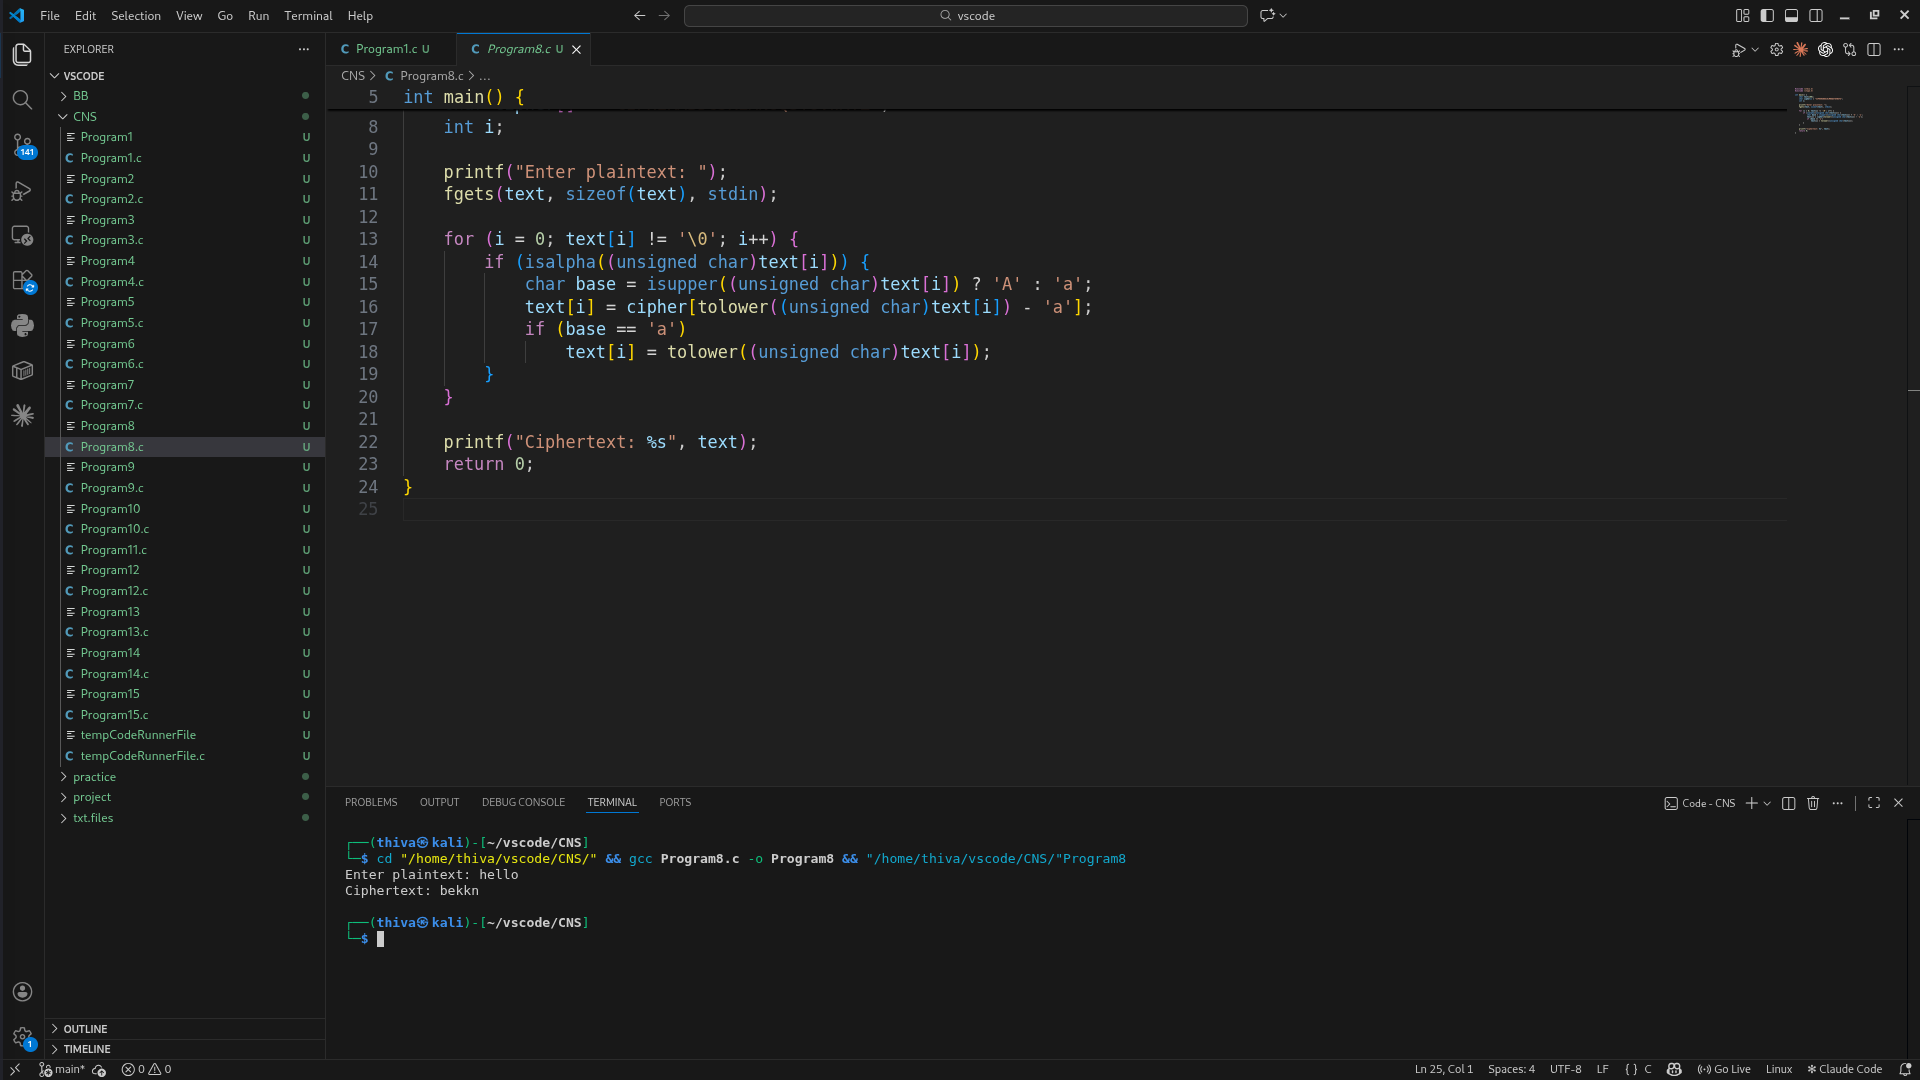 File Edit Selection View Go Run Terminal Help
vscode
EXPLORER
VSCODE
BB
CNS
Program1 U
Program1.c U
Program2 U
Program2.c U
Program3 U
Program3.c U
Program4 U
Program4.c U
Program5 U
Program5.c U
Program6 U
Program6.c U
Program7 U
Program7.c U
Program8 U
Program8.c U
Program9 U
Program9.c U
Program10 U
Program10.c U
Program11.c U
Program12 U
Program12.c U
Program13 U
Program13.c U
Program14 U
Program14.c U
Program15 U
Program15.c U
tempCodeRunnerFile U
tempCodeRunnerFile.c U
practice
project
txt.files
OUTLINE
TIMELINE
141
1
C Program1.c U
C Program8.c U
CNS > C Program8.c > ...
5 int main() {
8     int i;
9
10     printf("Enter plaintext: ");
11     fgets(text, sizeof(text), stdin);
12
13     for (i = 0; text[i] != '\0'; i++) {
14         if (isalpha((unsigned char)text[i])) {
15             char base = isupper((unsigned char)text[i]) ? 'A' : 'a';
16             text[i] = cipher[tolower((unsigned char)text[i]) - 'a'];
17             if (base == 'a')
18                 text[i] = tolower((unsigned char)text[i]);
19         }
20     }
21
22     printf("Ciphertext: %s", text);
23     return 0;
24 }
25
PROBLEMS OUTPUT DEBUG CONSOLE TERMINAL PORTS
Code - CNS
┌──(thiva㉿kali)-[~/vscode/CNS]
└─$ cd "/home/thiva/vscode/CNS/" && gcc Program8.c -o Program8 && "/home/thiva/vscode/CNS/"Program8
Enter plaintext: hello
Ciphertext: bekkn
┌──(thiva㉿kali)-[~/vscode/CNS]
└─$
main* 0 0
Ln 25, Col 1 Spaces: 4 UTF-8 LF { } C Go Live Linux Claude Code